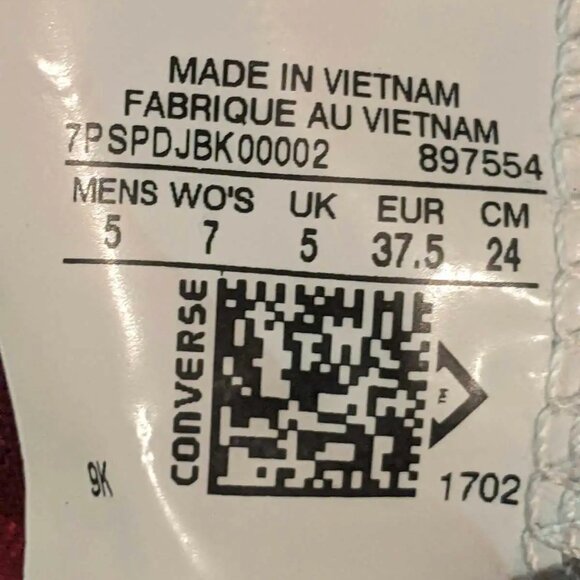 MADE IN VIETNAM
FABRIQUE AU VIETNAM
7PSPDJBK00002 897554
MENS WO'S UK EUR CM
5 7 5 37.5 24
CONVERSE
TM
9K
1702